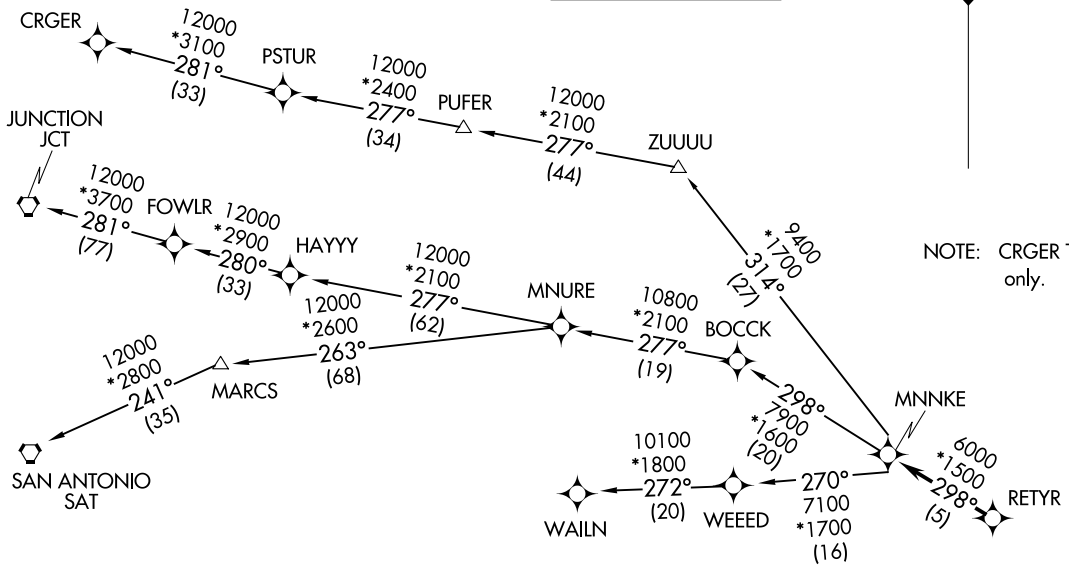 CRGER
12000
*3100
281°
(33)
PSTUR
12000
*2400
277°
(34)
PUFER
12000
*2100
277°
(44)
ZUUUU
9400
*1700
314°
(27)
JUNCTION
JCT
12000
*3700
281°
(77)
FOWLR
12000
*2900
280°
(33)
HAYYY
12000
*2100
277°
(62)
MNURE
12000
*2600
263°
(68)
MARCS
12000
*2800
241°
(35)
SAN ANTONIO
SAT
10800
*2100
277°
(19)
BOCCK
298°
7900
*1600
(20)
MNNKE
6000
*1500
298°
(5)
RETYR
270°
7100
*1700
(16)
WEEED
10100
*1800
272°
(20)
WAILN
NOTE: CRGER
only.